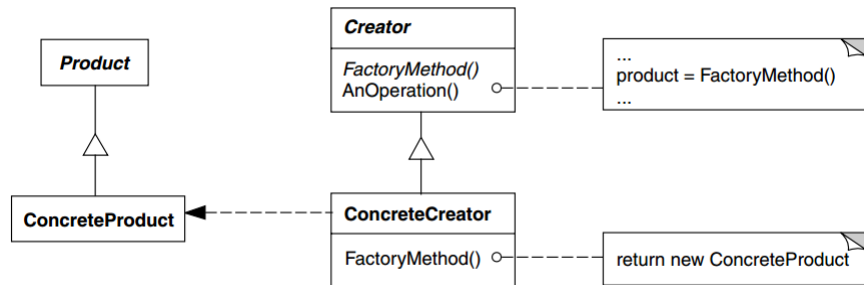 Product
ConcreteProduct
Creator
FactoryMethod()
AnOperation()
...
product = FactoryMethod()
...
ConcreteCreator
FactoryMethod()
return new ConcreteProduct